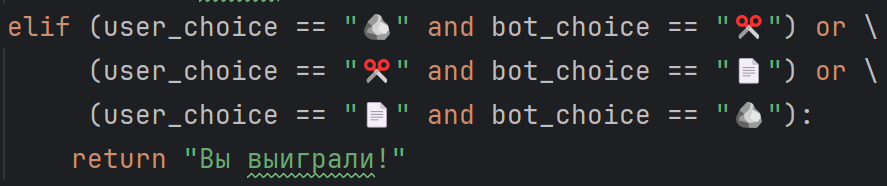 elif (user_choice == "🪨" and bot_choice == "✂️") or \
(user_choice == "✂️" and bot_choice == "📄") or \
(user_choice == "📄" and bot_choice == "🪨"):
return "Вы выиграли!"